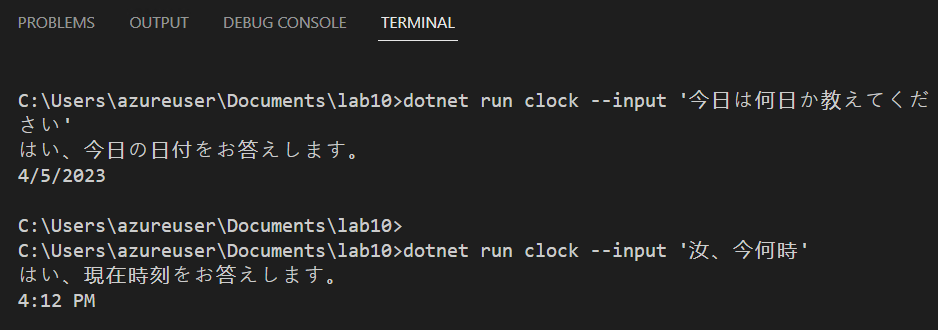 PROBLEMS OUTPUT DEBUG CONSOLE TERMINAL
C:\Users\azureuser\Documents\lab10>dotnet run clock --input '今日は何日か教えてくだ
さい'
はい、今日の日付をお答えします。
4/5/2023
C:\Users\azureuser\Documents\lab10>
C:\Users\azureuser\Documents\lab10>dotnet run clock --input '汝、今何時'
はい、現在時刻をお答えします。
4:12 PM